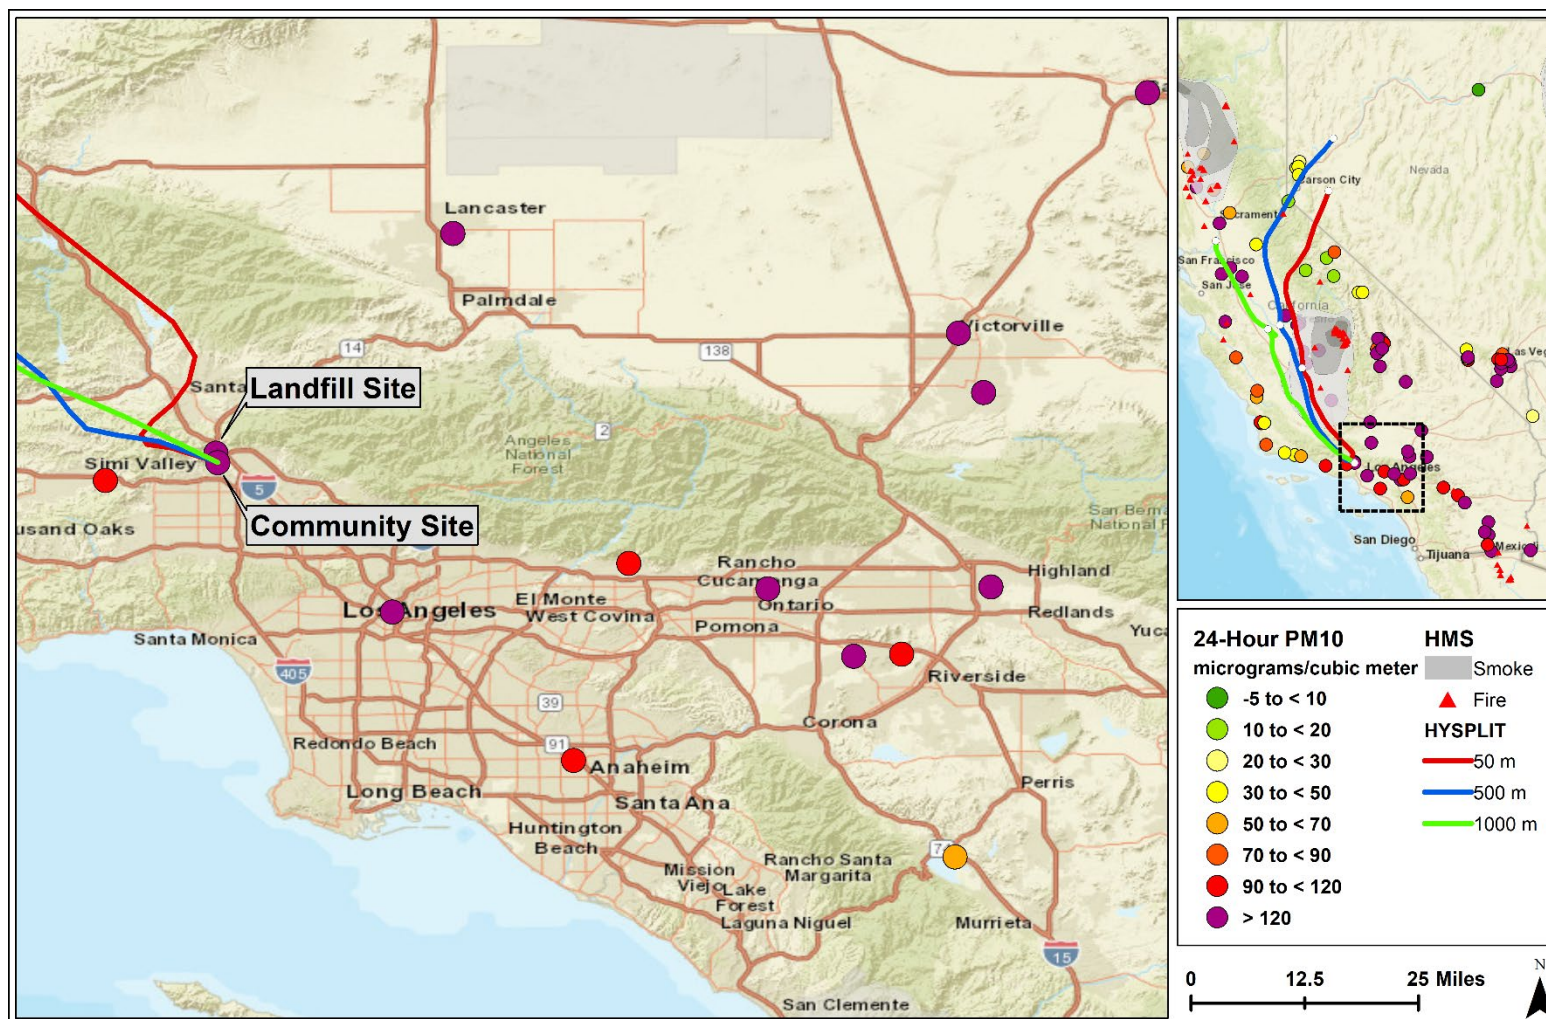 Lancaster
Palmdale
14
138
Victorville
Santa
Landfill Site
2
Angeles
National
Forest
Simi Valley
5
Community Site
usand Oaks
San Bern
National F
Rancho
Cucamonga
Highland
El Monte
West Covina
Ontario
Los Angeles
Redlands
Pomona
Santa Monica
Yuca
405
Riverside
39
Corona
91
Redondo Beach
Anaheim
Long Beach
Santa Ana
Perris
Huntington
Beach
74
Rancho Santa
Margarita
Mission
Viejo
Lake
Forest
Laguna Niguel
Murrieta
15
San Clemente
Nevada
Carson City
Sacrament
San Francisco
San Jose
California
Las Veg
Los Angeles
San Diego
Tijuana
Mexicali
24-Hour PM10
micrograms/cubic meter
-5 to < 10
10 to < 20
20 to < 30
30 to < 50
50 to < 70
70 to < 90
90 to < 120
> 120
HMS
Smoke
Fire
HYSPLIT
50 m
500 m
1000 m
0 12.5 25 Miles
N